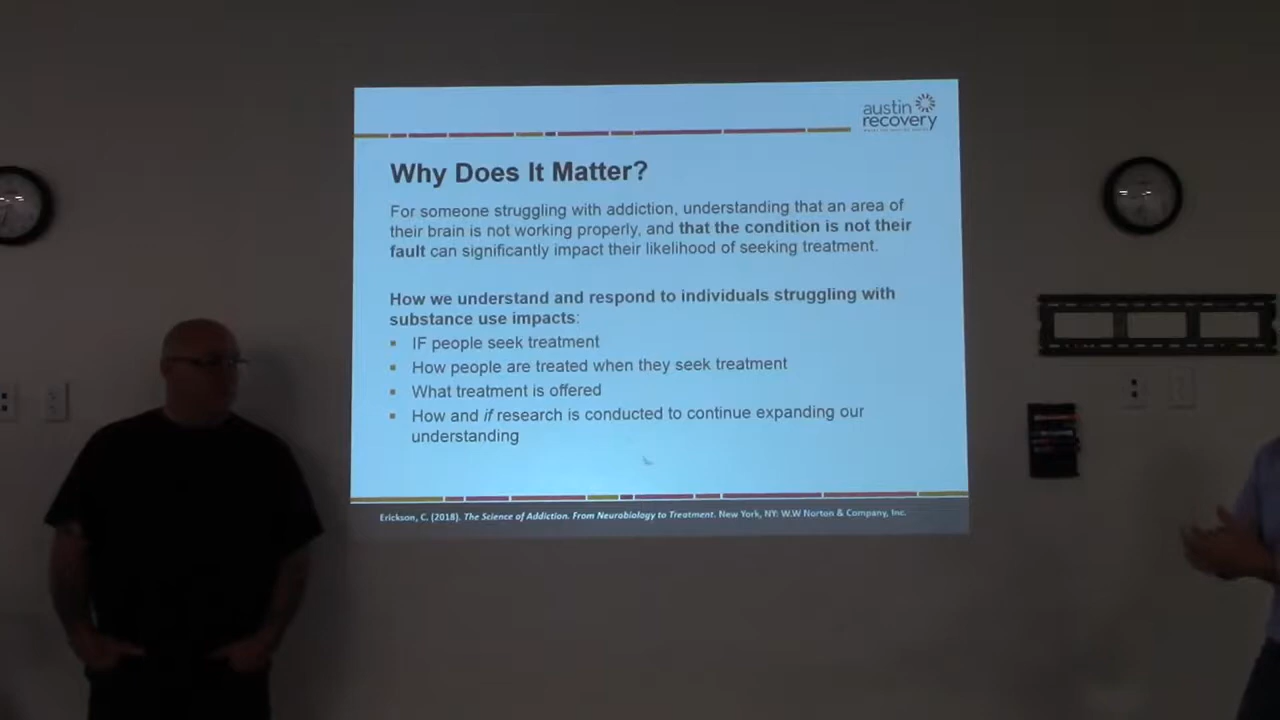 austin
recovery
Why Does It Matter?
For someone struggling with addiction, understanding that an area of
their brain is not working properly, and that the condition is not their
fault can significantly impact their likelihood of seeking treatment.
How we understand and respond to individuals struggling with
substance use impacts:
▪ IF people seek treatment
▪ How people are treated when they seek treatment
▪ What treatment is offered
▪ How and if research is conducted to continue expanding our
understanding
Erickson, C. (2018). The Science of Addiction. From Neurobiology to Treatment. New York, NY: W.W Norton & Company, Inc.